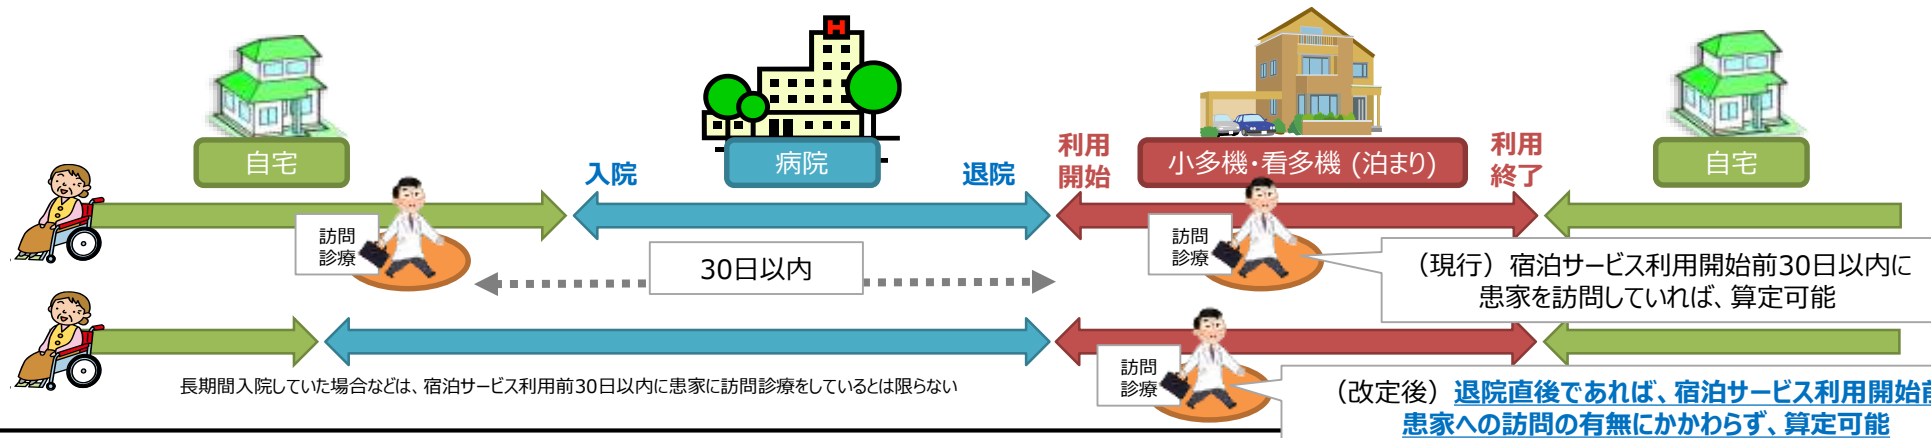 H
自宅
入院
病院
退院
利用
開始
小多機・看多機 (泊まり)
利用
終了
自宅
訪問
診療
30日以内
訪問
診療
（現行）宿泊サービス利用開始前30日以内に
患家を訪問していれば、算定可能
訪問
診療
長期間入院していた場合などは、宿泊サービス利用前30日以内に患家に訪問診療をしているとは限らない
（改定後）退院直後であれば、宿泊サービス利用開始前
患家への訪問の有無にかかわらず、算定可能